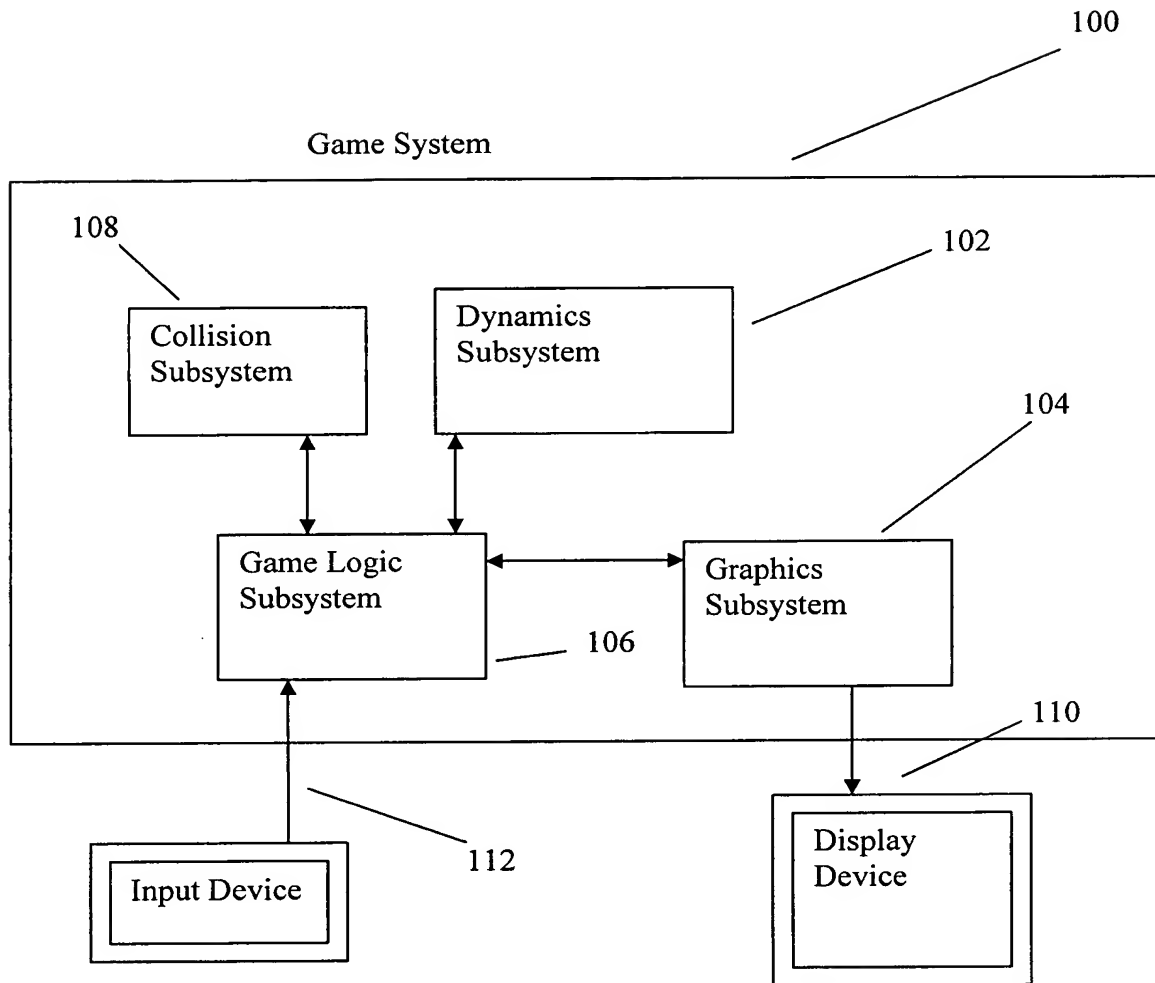 100
Game System
108
102
Collision
Subsystem
Dynamics
Subsystem
104
Game Logic
Subsystem
Graphics
Subsystem
106
110
112
Input Device
Display
Device